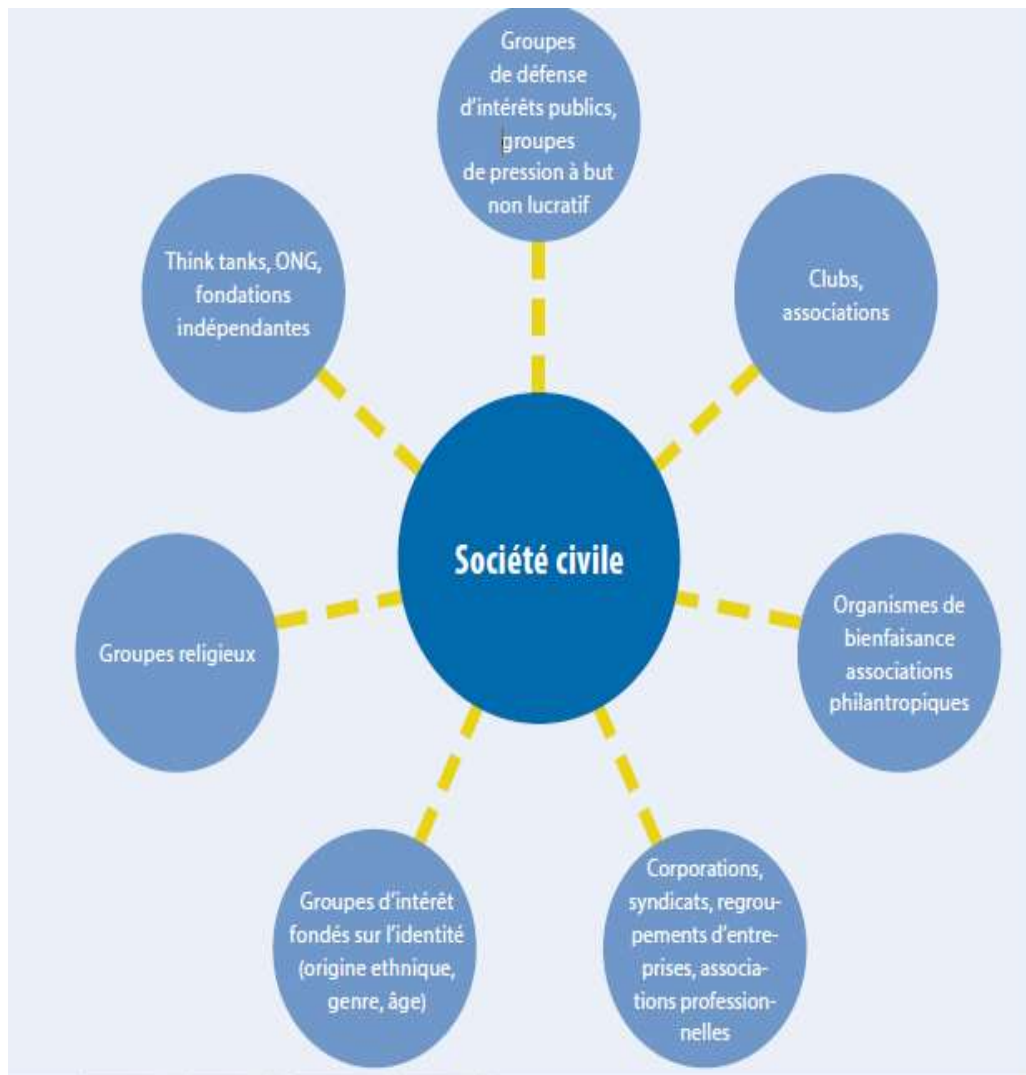 Groupes
de défense
d'intérêts publics,
groupes
de pression à but
non lucratif
Think tanks, ONG,
fondations
indépendantes
Clubs,
associations
Société civile
Groupes religieux
Organismes de
bienfaisance
associations
philantropiques
Groupes d'intérêt
fondés sur l'identité
(origine ethnique,
genre, âge)
Corporations,
syndicats, regrou-
pements d'entre-
prises, associa-
tions profession-
nelles